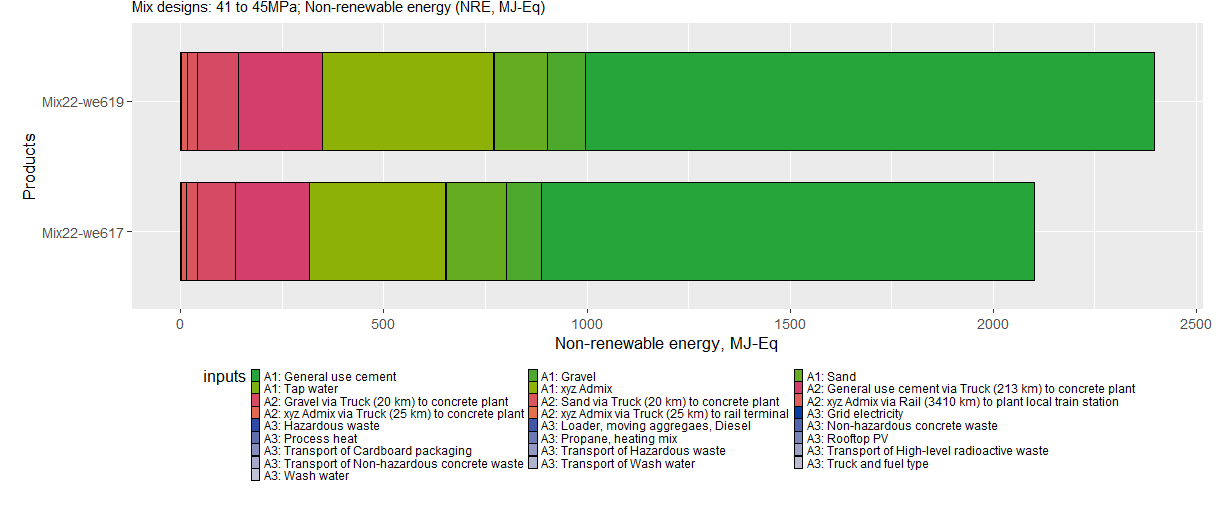 Mix designs: 41 to 45MPa; Non-renewable energy (NRE, MJ-Eq)
Products
Mix22-we619
Mix22-we617
0 500 1000 1500 2000 2500
Non-renewable energy, MJ-Eq
inputs
A1: General use cement A1: Gravel A1: Sand
A1: Tap water A1: xyz Admix A2: General use cement via Truck (213 km) to concrete plant
A2: Gravel via Truck (20 km) to concrete plant A2: Sand via Truck (20 km) to concrete plant A2: xyz Admix via Rail (3410 km) to plant local train station
A2: xyz Admix via Truck (25 km) to concrete plant A2: xyz Admix via Truck (25 km) to rail terminal A3: Grid electricity
A3: Hazardous waste A3: Loader, moving aggregaes, Diesel A3: Non-hazardous concrete waste
A3: Process heat A3: Propane, heating mix A3: Rooftop PV
A3: Transport of Cardboard packaging A3: Transport of Hazardous waste A3: Transport of High-level radioactive waste
A3: Transport of Non-hazardous concrete waste A3: Transport of Wash water A3: Truck and fuel type
A3: Wash water